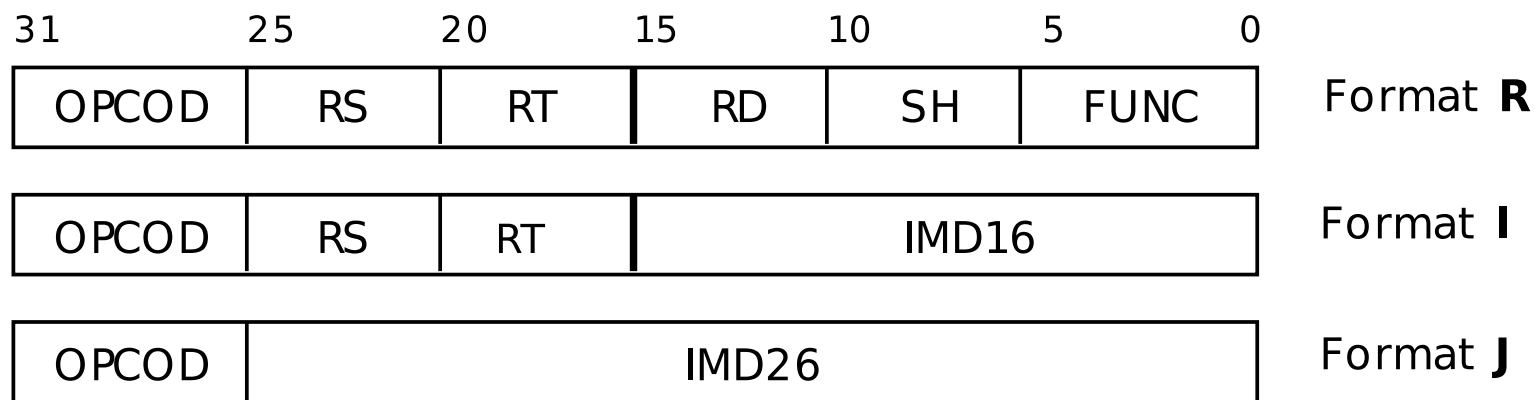 31 25 20 15 10 5 0
OPCOD RS RT RD SH FUNC Format R
OPCOD RS RT IMD16 Format I
OPCOD IMD26 Format J